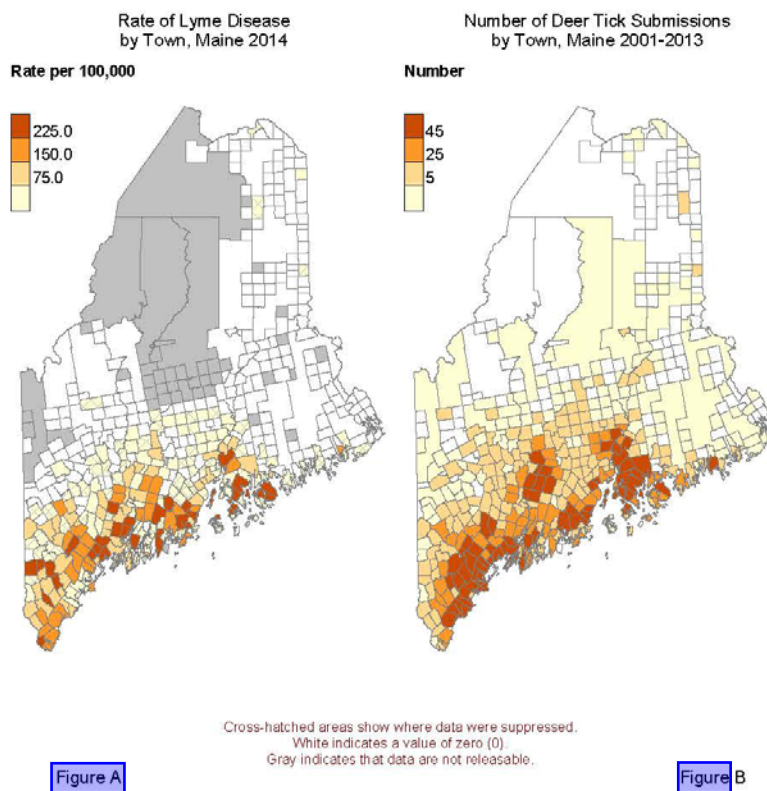 Rate of Lyme Disease
by Town, Maine 2014
Rate per 100,000
225.0
150.0
75.0
Number of Deer Tick Submissions
by Town, Maine 2001-2013
Number
45
25
5
Cross-hatched areas show where data were suppressed.
White indicates a value of zero (0).
Gray indicates that data are not releasable.
Figure A
Figure B